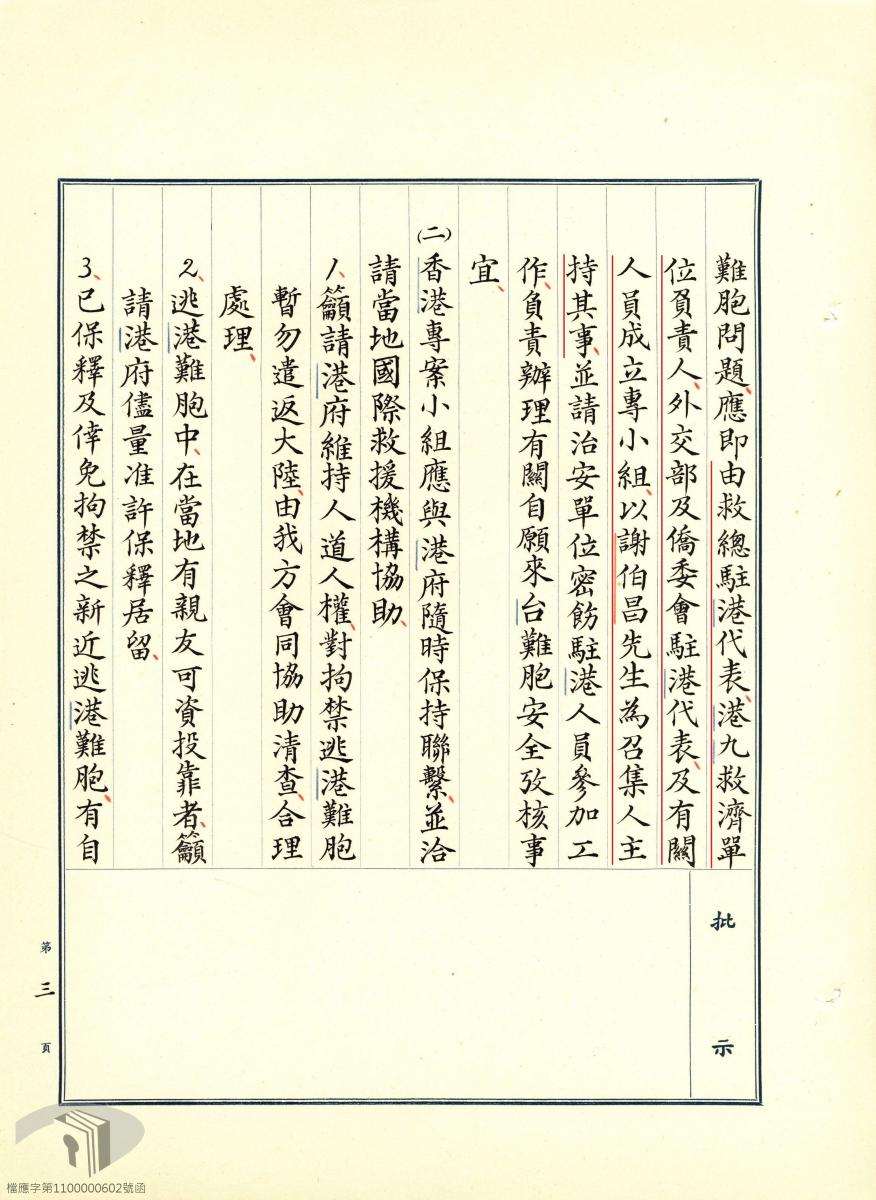 難胞問題、應即由救總駐港代表、港九救濟單
位負責人、外交部及僑委會駐港代表、及有關
人員成立專小組、以謝伯昌先生為召集人主
持其事、並請治安單位密飭駐港人員參加工
作、負責辦理有關自願來台難胞安全攷核事
宜、
(二)香港專案小組應與港府隨時保持聯繫、並洽
請當地國際救援機構協助、
1、籲請港府維持人道人權、對拘禁逃港難胞
暫勿遣返大陸、由我方會同協助清查、合理
處理、
2、逃港難胞中、在當地有親友可資投靠者、籲
請港府儘量准許保釋居留、
3、已保釋及倖免拘禁之新近逃港難胞、有自
批示
第三頁
檔應字第1100000602號函